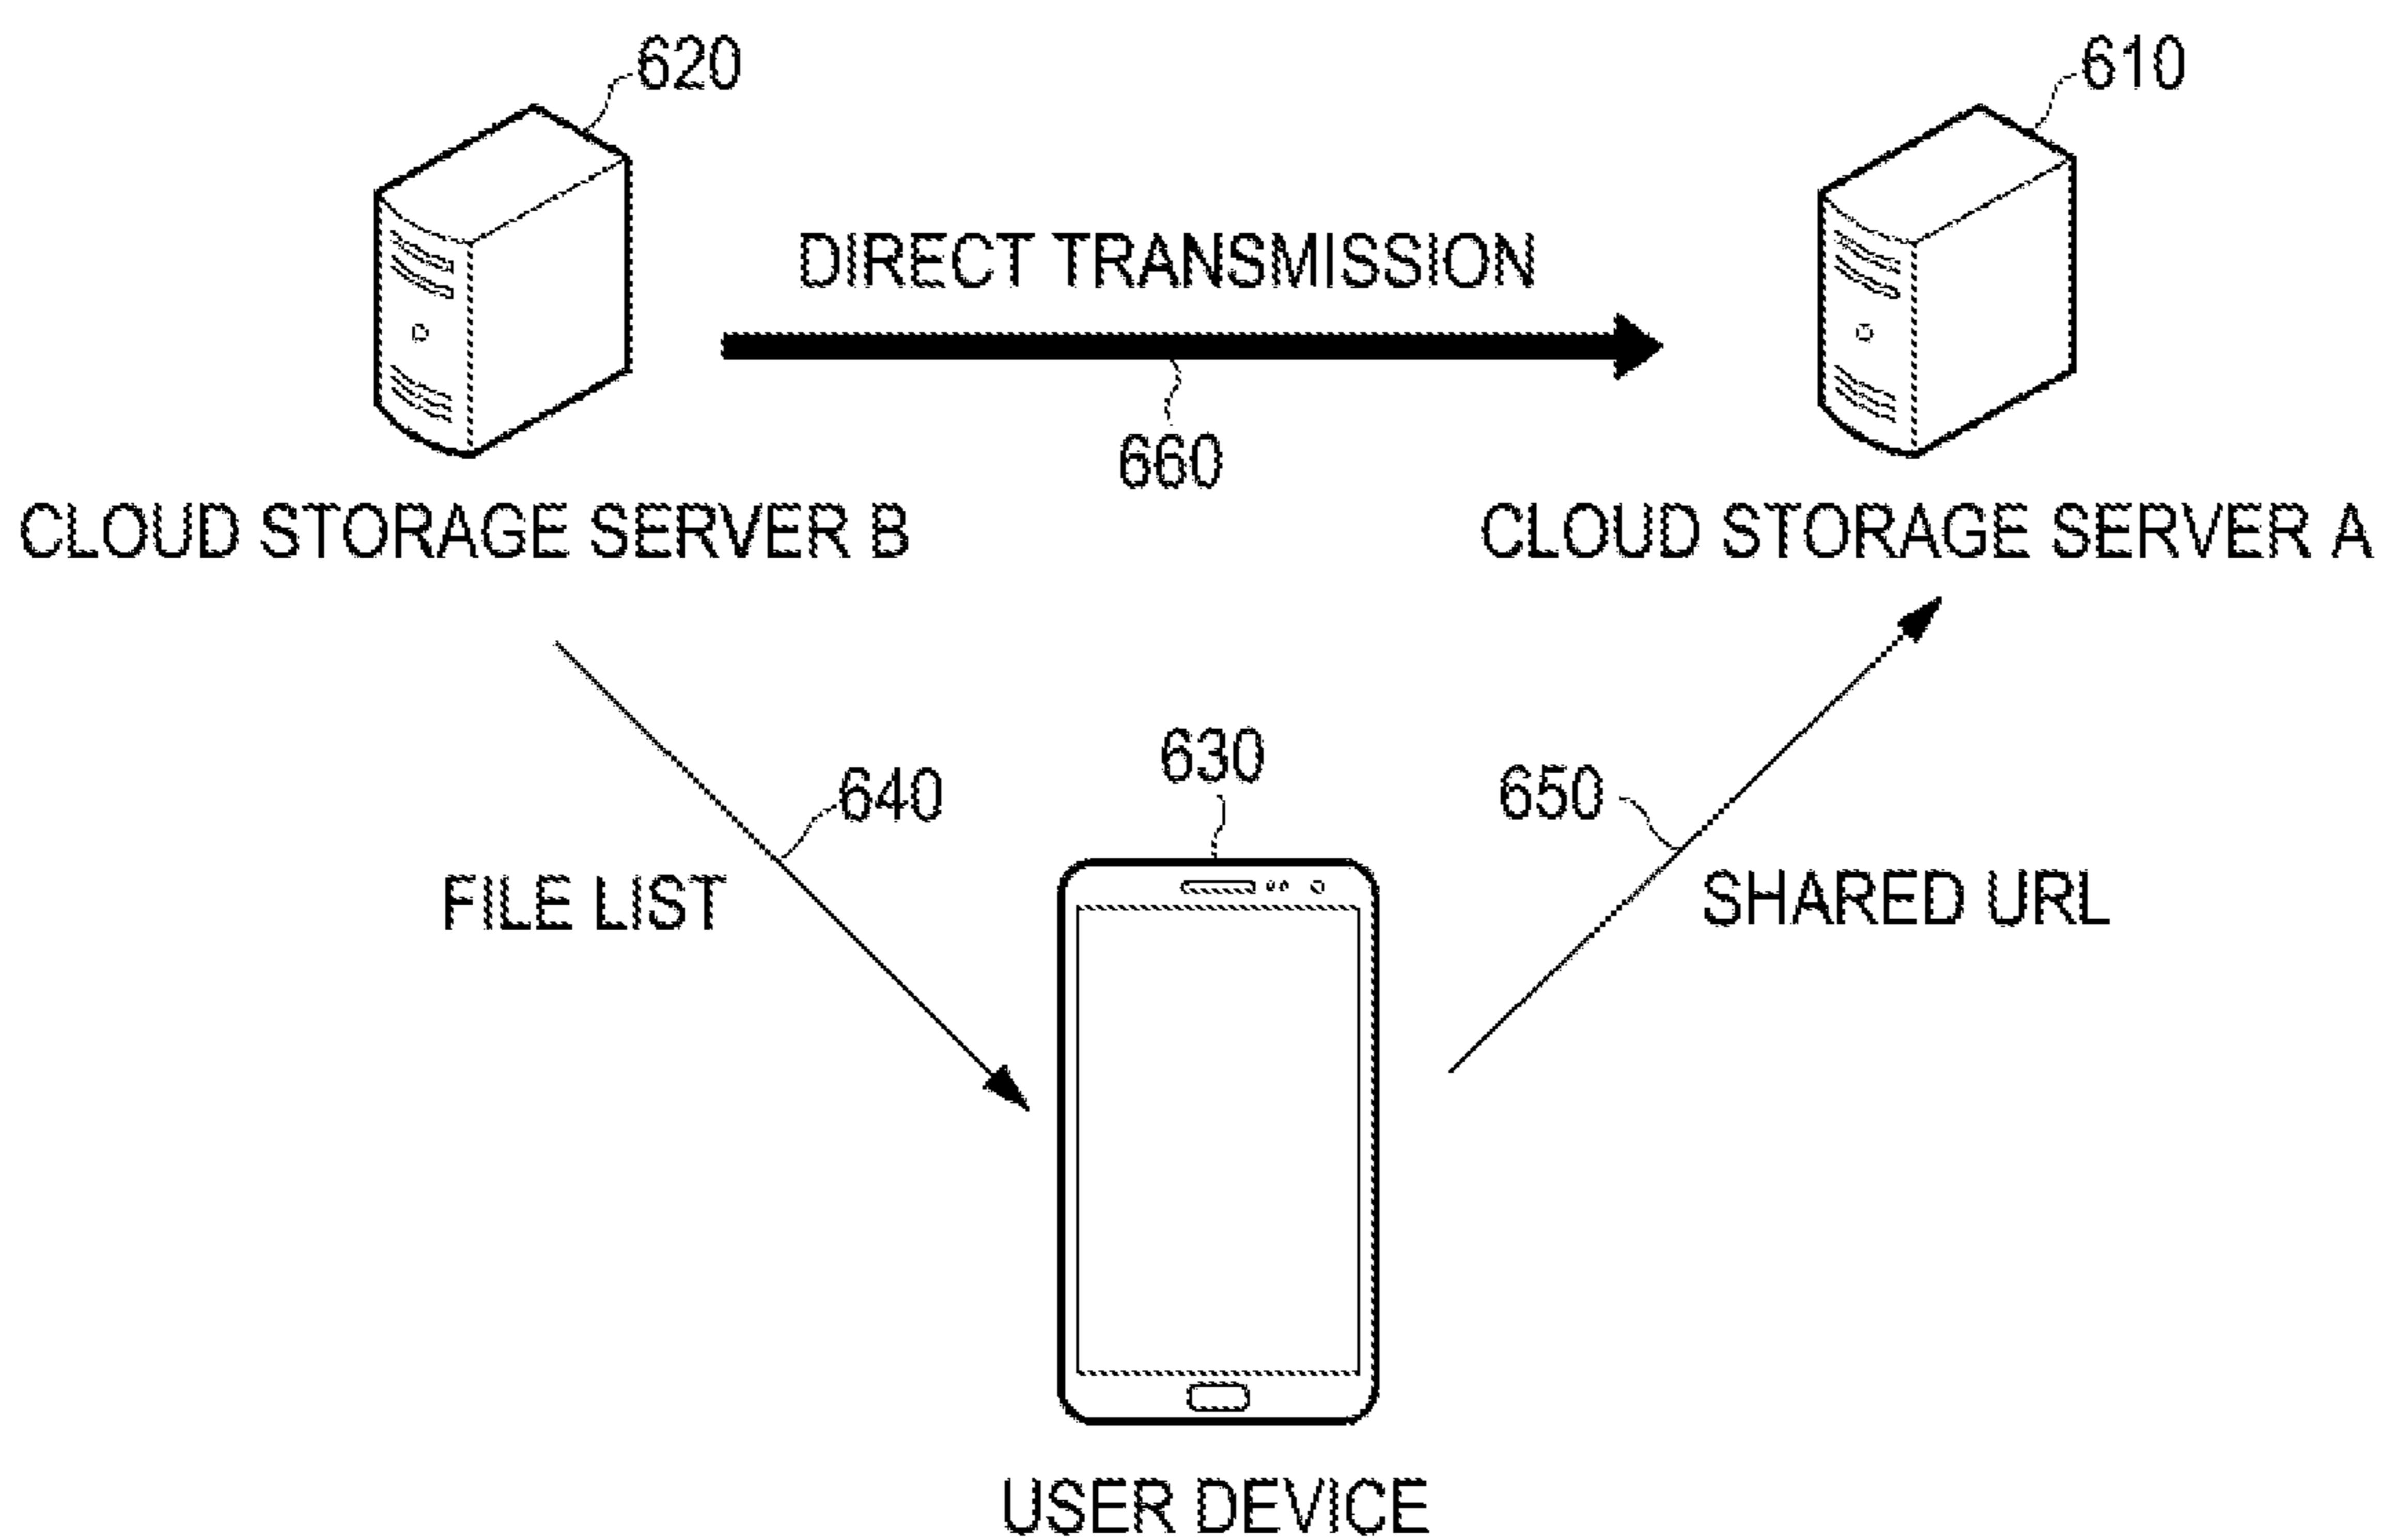 620
610
DIRECT TRANSMISSION
660
CLOUD STORAGE SERVER B
CLOUD STORAGE SERVER A
630
640
650
FILE LIST
SHARED URL
USER DEVICE